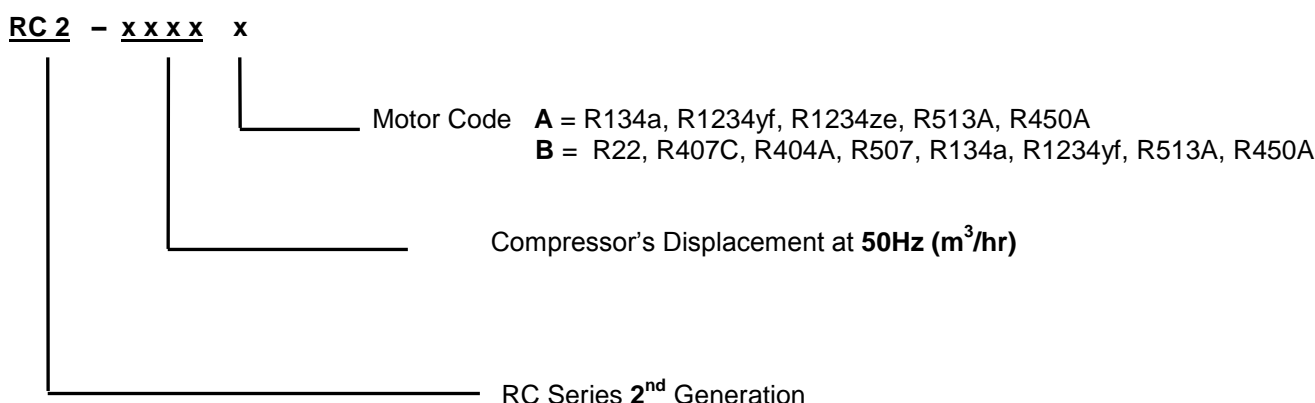 RC 2 – x x x x x
Motor Code A = R134a, R1234yf, R1234ze, R513A, R450A
B = R22, R407C, R404A, R507, R134a, R1234yf, R513A, R450A
Compressor’s Displacement at 50Hz (m³/hr)
RC Series 2ⁿᵈ Generation